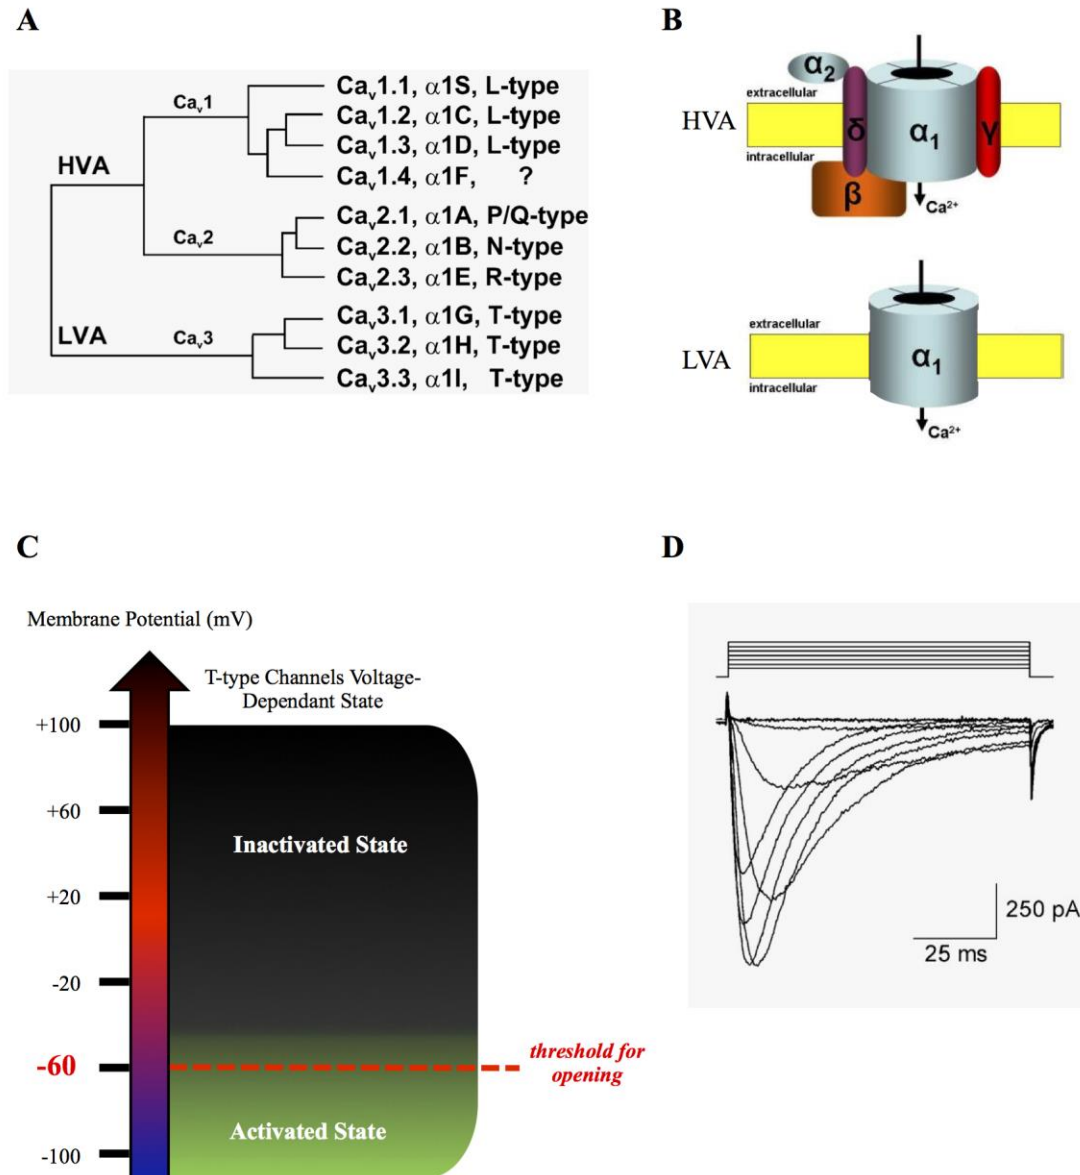 A
HVA
LVA
Caᵥ1
Caᵥ2
Caᵥ3
Caᵥ1.1, α1S, L-type
Caᵥ1.2, α1C, L-type
Caᵥ1.3, α1D, L-type
Caᵥ1.4, α1F, ?
Caᵥ2.1, α1A, P/Q-type
Caᵥ2.2, α1B, N-type
Caᵥ2.3, α1E, R-type
Caᵥ3.1, α1G, T-type
Caᵥ3.2, α1H, T-type
Caᵥ3.3, α1I, T-type
B
HVA
extracellular
intracellular
α₂
δ
α₁
γ
β
Ca²⁺
LVA
extracellular
intracellular
α₁
Ca²⁺
C
Membrane Potential (mV)
T-type Channels Voltage-
Dependant State
+100
+60
+20
-20
-60
-100
Inactivated State
threshold for
opening
Activated State
D
250 pA
25 ms